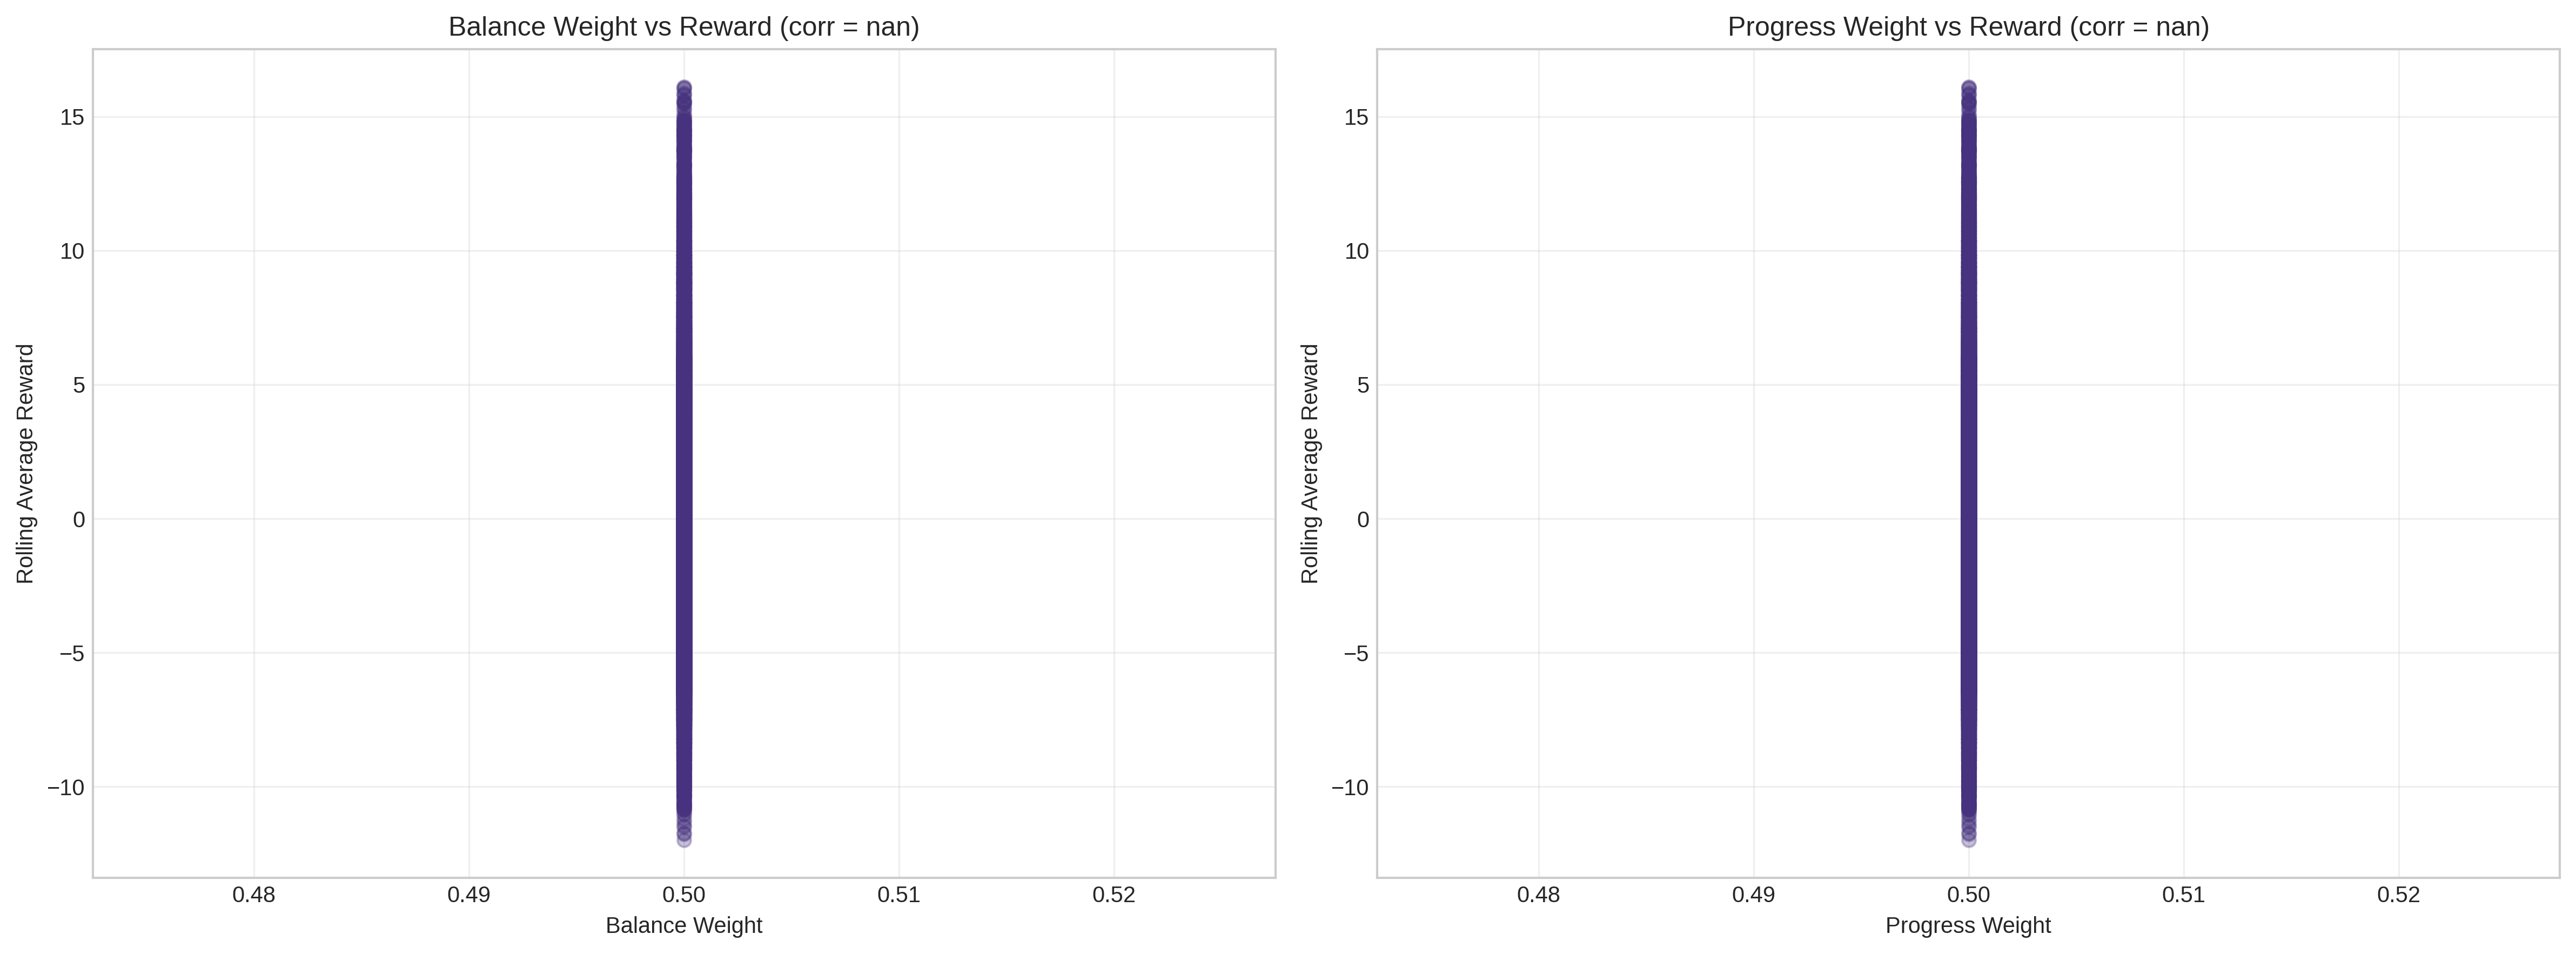 Balance Weight vs Reward (corr = nan)
15
10
5
0
−5
−10
Rolling Average Reward
0.48 0.49 0.50 0.51 0.52
Balance Weight
Progress Weight vs Reward (corr = nan)
15
10
5
0
−5
−10
Rolling Average Reward
0.48 0.49 0.50 0.51 0.52
Progress Weight